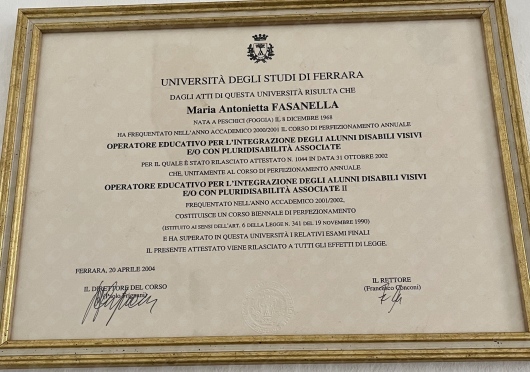 UNIVERSITÀ DEGLI STUDI DI FERRARA
DAGLI ATTI DI QUESTA UNIVERSITÀ RISULTA CHE
Maria Antonietta FASANELLA
NATA A PESCHICI (FOGGIA) IL 8 DICEMBRE 1968
HA FREQUENTATO NELL'ANNO ACCADEMICO 2000/2001 IL CORSO DI PERFEZIONAMENTO ANNUALE
OPERATORE EDUCATIVO PER L'INTEGRAZIONE DEGLI ALUNNI DISABILI VISIVI
E/O CON PLURIDISABILITÀ ASSOCIATE
PER IL QUALE È STATO RILASCIATO ATTESTATO N. 1044 IN DATA 31 OTTOBRE 2002
CHE, UNITAMENTE AL CORSO DI PERFEZIONAMENTO ANNUALE
OPERATORE EDUCATIVO PER L'INTEGRAZIONE DEGLI ALUNNI DISABILI VISIVI
E/O CON PLURIDISABILITÀ ASSOCIATE II
FREQUENTATO NELL'ANNO ACCADEMICO 2001/2002,
COSTITUISCE UN CORSO BIENNALE DI PERFEZIONAMENTO
(ISTITUITO AI SENSI DELL'ART. 6 DELLA LEGGE N. 341 DEL 19 NOVEMBRE 1990)
E HA SUPERATO IN QUESTA UNIVERSITÀ I RELATIVI ESAMI FINALI
IL PRESENTE ATTESTATO VIENE RILASCIATO A TUTTI GLI EFFETTI DI LEGGE.
FERRARA, 20 APRILE 2004
IL DIRETTORE DEL CORSO
IL RETTORE
(Francesco Conconi)